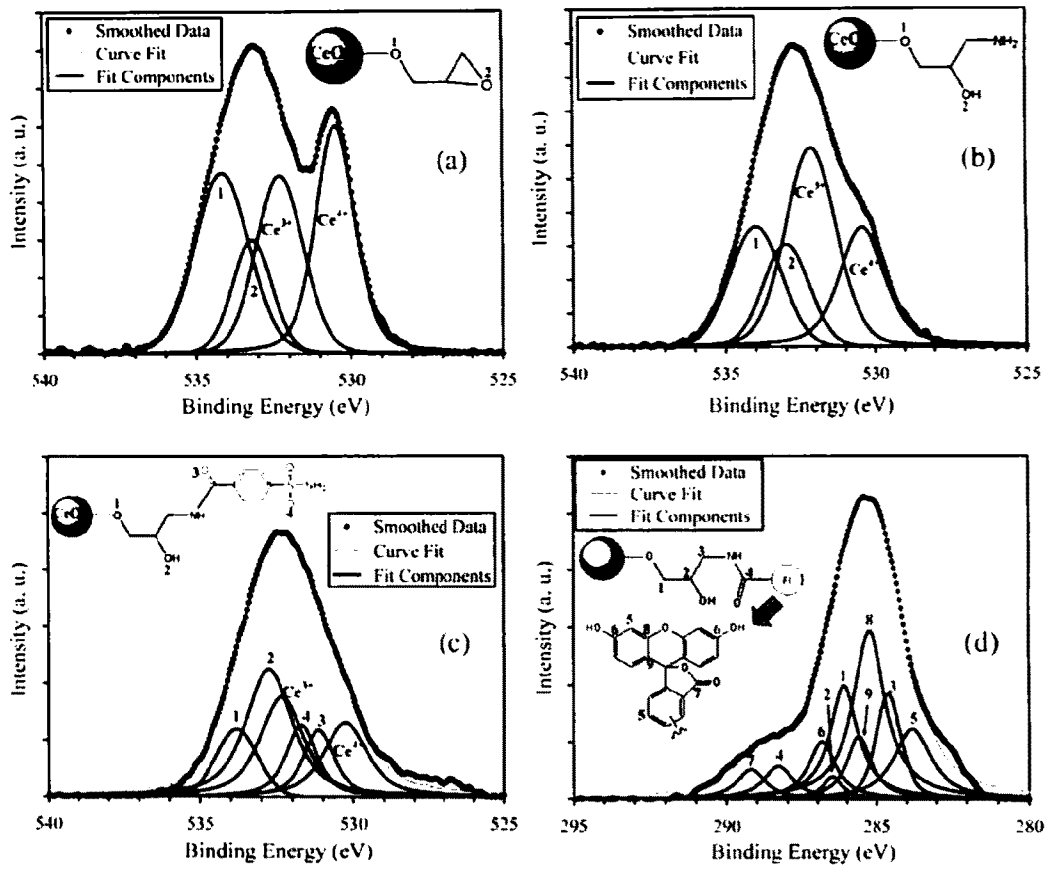 Smoothed Data
Curve Fit
Fit Components
CeO
1
O
O
2
(a)
1
2
Ce3+
Ce4+
Intensity (a. u.)
540 535 530 525
Binding Energy (eV)
Smoothed Data
Curve Fit
Fit Components
CeO
1
O
NH2
OH
2
(b)
1
2
Ce3+
Ce4+
Intensity (a. u.)
540 535 530 525
Binding Energy (eV)
3
CeO
1
O
NH
OH
2
4
Smoothed Data
Curve Fit
Fit Components
(c)
1
2
Ce3+
4
3
Ce4+
Intensity (a. u.)
540 535 530 525
Binding Energy (eV)
Smoothed Data
Curve Fit
Fit Components
O
1
2
3
NH
OH
4
O
HO
6
5
8
O
6
OH
9
O
O
7
5
(d)
7
4
6
2
1
9
8
3
5
Intensity (a. u.)
295 290 285 280
Binding Energy (eV)